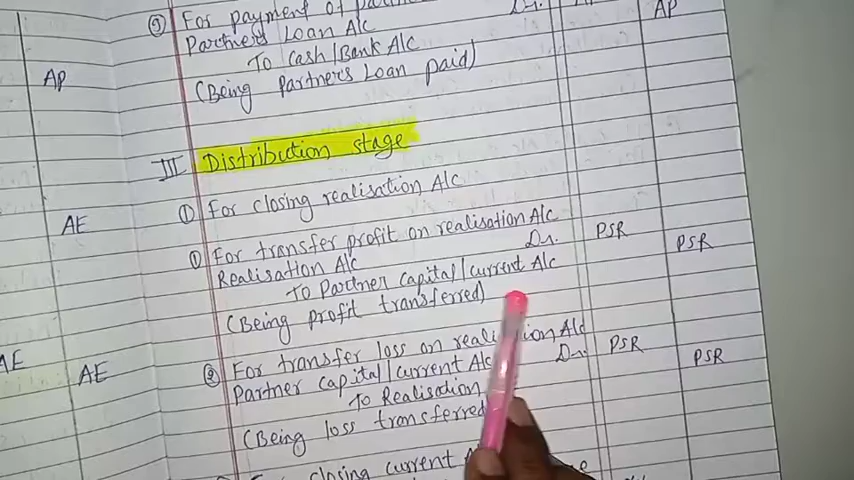 ③ For payment of
Partners Loan A/c Dr.
To Cash/Bank A/c
(Being Partners Loan paid)
AP
AP
III Distribution stage
① For closing realisation A/c
AE
① For transfer profit on realisation A/c
Realisation A/c Dr. PSR
To Partner capital/current A/c PSR
(Being profit transferred)
AE
AE
② For transfer loss on A/c
Partner capital/current A/c Dr. PSR
To Realisation PSR
(Being loss transferred)
closing current